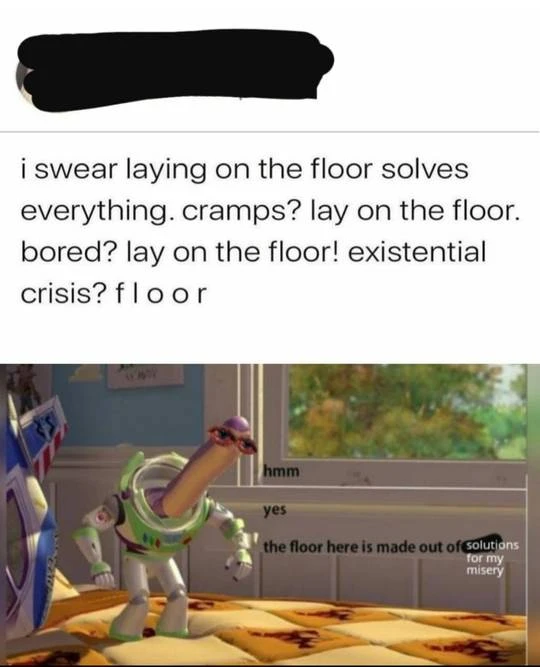 i swear laying on the floor solves
everything. cramps? lay on the floor.
bored? lay on the floor! existential
crisis? f l o o r
hmm
yes
the floor here is made out of solutions
for my
misery